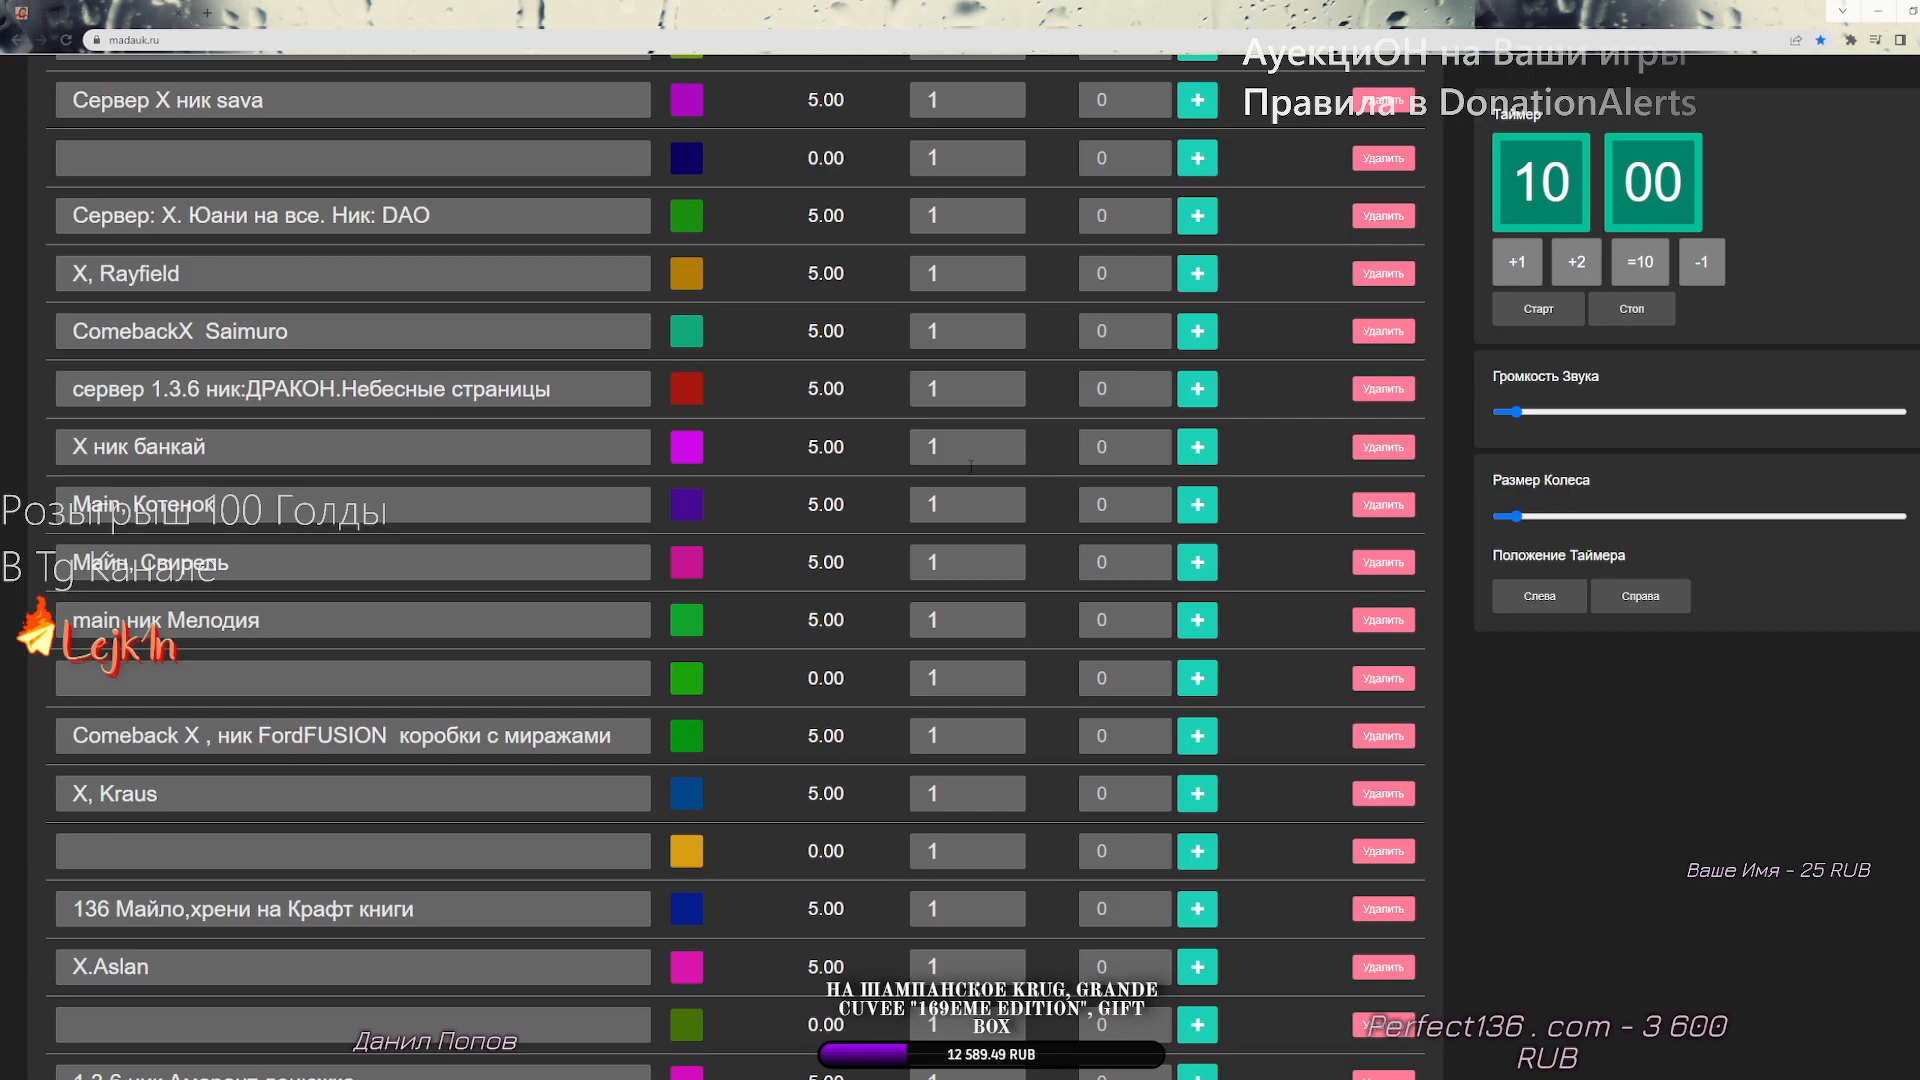 madauk.ru
АуекциОН на Ваши игры
Правила в DonationAlerts
Сервер X ник sava 5.00 1 0 + Удалить
0.00 1 0 + Удалить
Сервер: X. Юани на все. Ник: DAO 5.00 1 0 + Удалить
X, Rayfield 5.00 1 0 + Удалить
ComebackX Saimuro 5.00 1 0 + Удалить
сервер 1.3.6 ник:ДРАКОН.Небесные страницы 5.00 1 0 + Удалить
X ник банкай 5.00 1 0 + Удалить
Main, Котенок 5.00 1 0 + Удалить
Розыгрыш 100 Голды
Майн, Свирель 5.00 1 0 + Удалить
В Tg Канале
main,ник Мелодия 5.00 1 0 + Удалить
Lejk1n
0.00 1 0 + Удалить
Comeback X , ник FordFUSION коробки с миражами 5.00 1 0 + Удалить
X, Kraus 5.00 1 0 + Удалить
0.00 1 0 + Удалить
136 Майло,хрени на Крафт книги 5.00 1 0 + Удалить
X.Aslan 5.00 1 0 + Удалить
0.00 1 0 +
Таймер
10 00
+1 +2 =10 -1
Старт Стоп
Громкость Звука
Размер Колеса
Положение Таймера
Слева Справа
Ваше Имя - 25 RUB
НА ШАМПАНСКОЕ KRUG, GRANDE
CUVEE "169EME EDITION", GIFT
BOX
12 589.49 RUB
Данил Попов
Perfect136 . com - 3 600
RUB